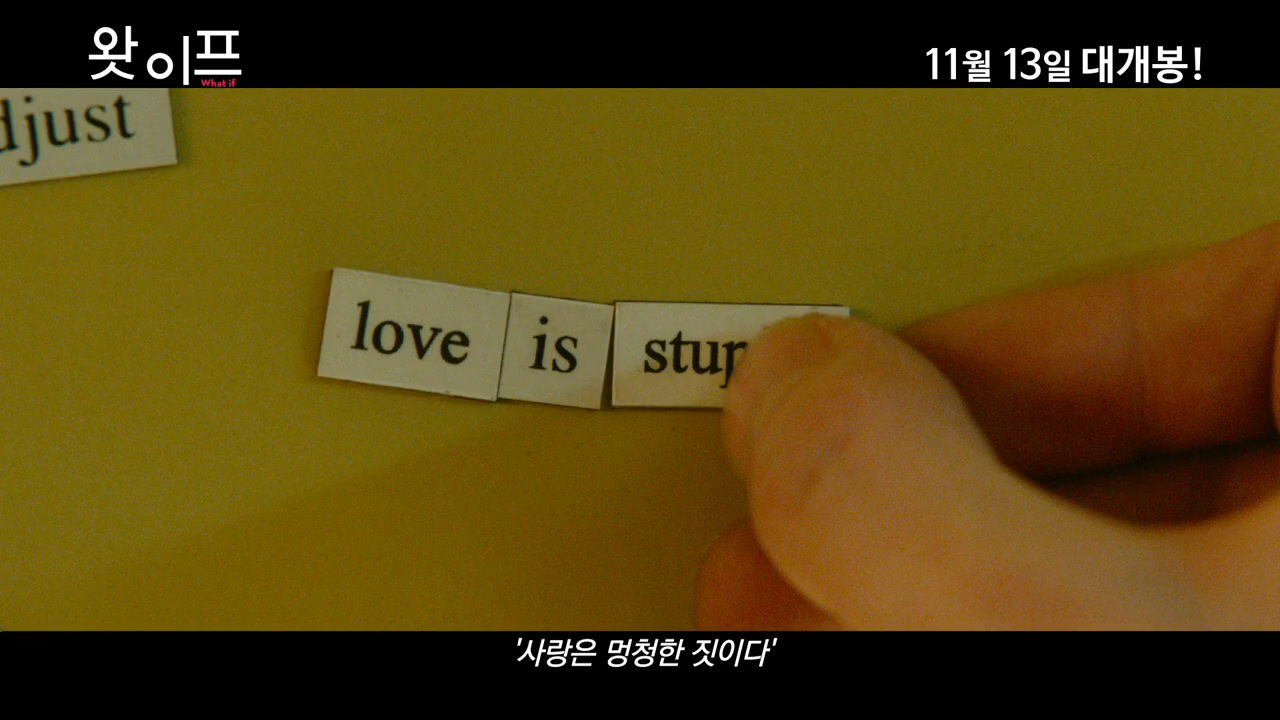 왓 이프
What if
11월 13일 대개봉!
djust
love is stup
'사랑은 멍청한 짓이다'